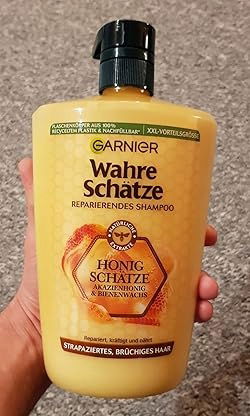 FLASCHENKÖRPER AUS 100%
RECYCELTEM PLASTIK & NACHFÜLLBAR*
XXL-VORTEILSGRÖSSE
GARNIER
Wahre
Schätze
REPARIERENDES SHAMPOO
NATÜRLICHE
EXTRAKTE
HONIG
SCHÄTZE
AKAZIENHONIG
& BIENENWACHS
Repariert, kräftigt und nährt
STRAPAZIERTES, BRÜCHIGES HAAR